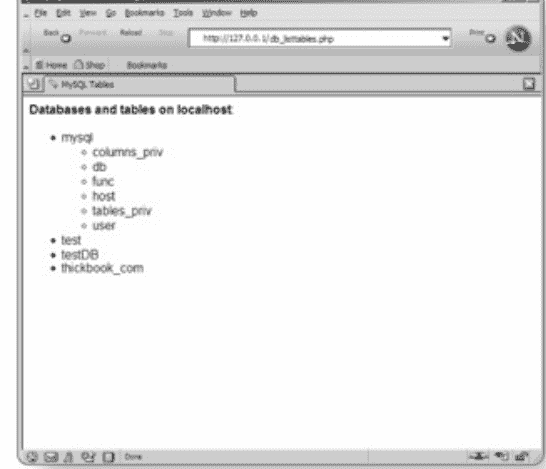 File Edit View Go Bookmarks Tools Window Help
Back Forward Reload Stop http://127.0.0.1/db_listtables.php Print N
Home Shop Bookmarks
MySQL Tables
Databases and tables on localhost:
mysql
columns_priv
db
func
host
tables_priv
user
test
testDB
thickbook_com
Done